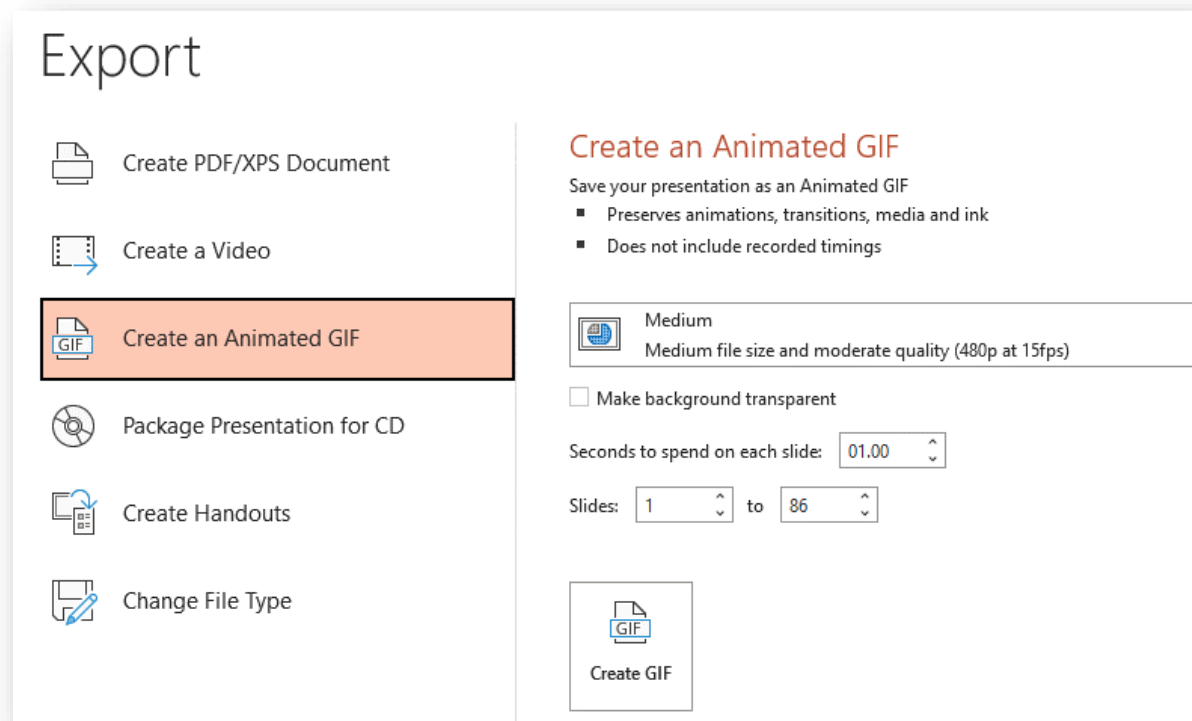 Export
Create PDF/XPS Document
Create a Video
GIF
Create an Animated GIF
Package Presentation for CD
Create Handouts
Change File Type
Create an Animated GIF
Save your presentation as an Animated GIF
Preserves animations, transitions, media and ink
Does not include recorded timings
Medium
Medium file size and moderate quality (480p at 15fps)
Make background transparent
Seconds to spend on each slide: 01.00
Slides: 1 to 86
GIF
Create GIF